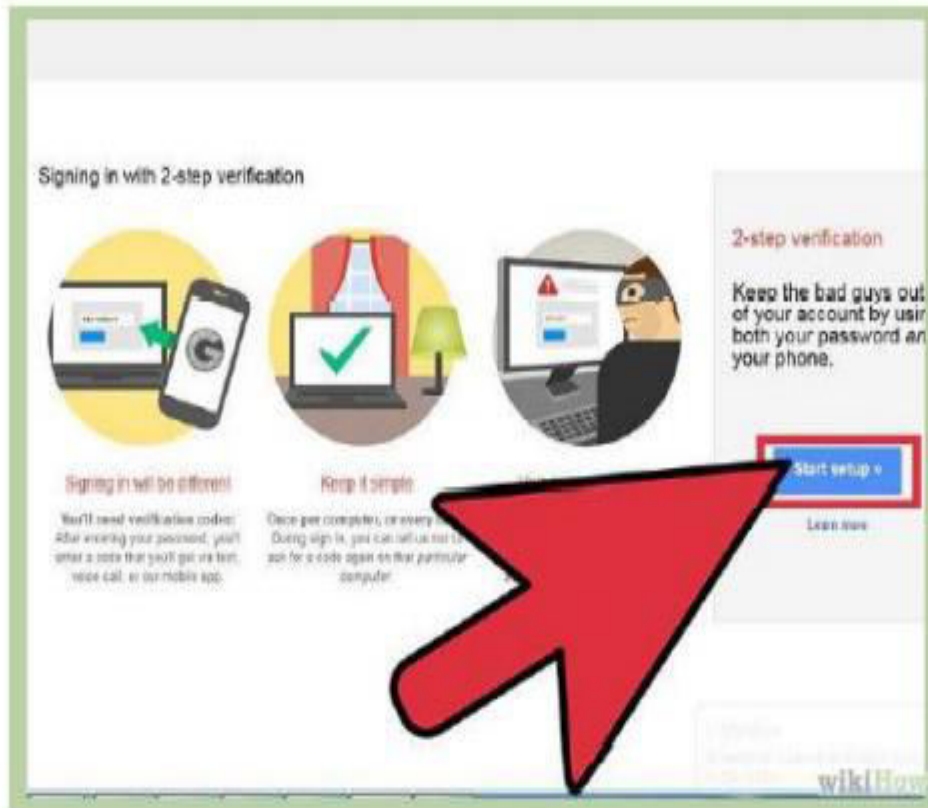 Signing in with 2-step verification
2-step verification
Keep the bad guys out
of your account by usin
both your password an
your phone.
Start setup »
Learn more
Signing in will be different
You'll need verification codes:
After entering your password, you'll
enter a code that you'll get via text,
voice call, or our mobile app.
Keep it simple
Once per computer, or every
During sign in, you can tell us not to
ask for a code again on that particular
computer.
wikiHow